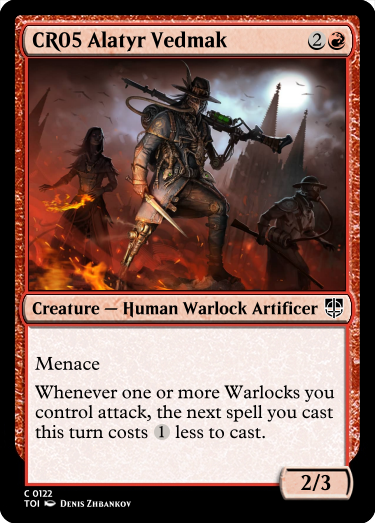 CR05 Alatyr Vedmak 2
Creature — Human Warlock Artificer
Menace
Whenever one or more Warlocks you
control attack, the next spell you cast
this turn costs 1 less to cast.
2/3
C 0122
TOI Denis Zhbankov